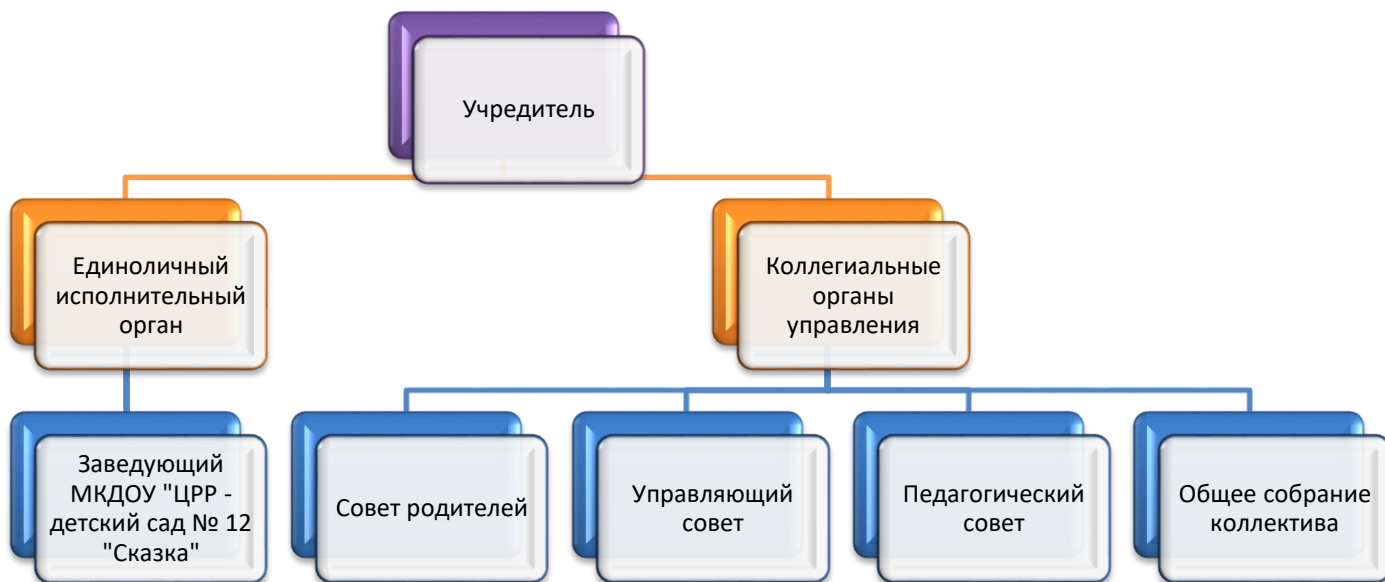 Учредитель
Единоличный
исполнительный
орган
Коллегиальные
органы
управления
Заведующий
МКДОУ "ЦРР -
детский сад № 12
"Сказка"
Совет родителей
Управляющий
совет
Педагогический
совет
Общее собрание
коллектива